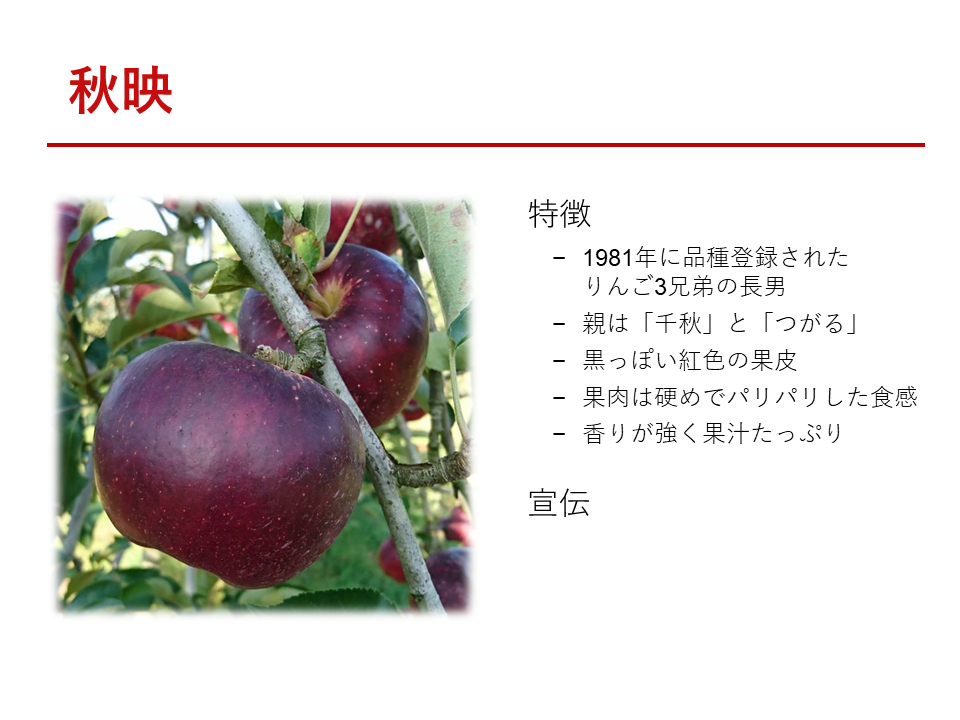 秋映
特徴
– 1981年に品種登録された
りんご3兄弟の長男
– 親は「千秋」と「つがる」
– 黒っぽい紅色の果皮
– 果肉は硬めでパリパリした食感
– 香りが強く果汁たっぷり
宣伝